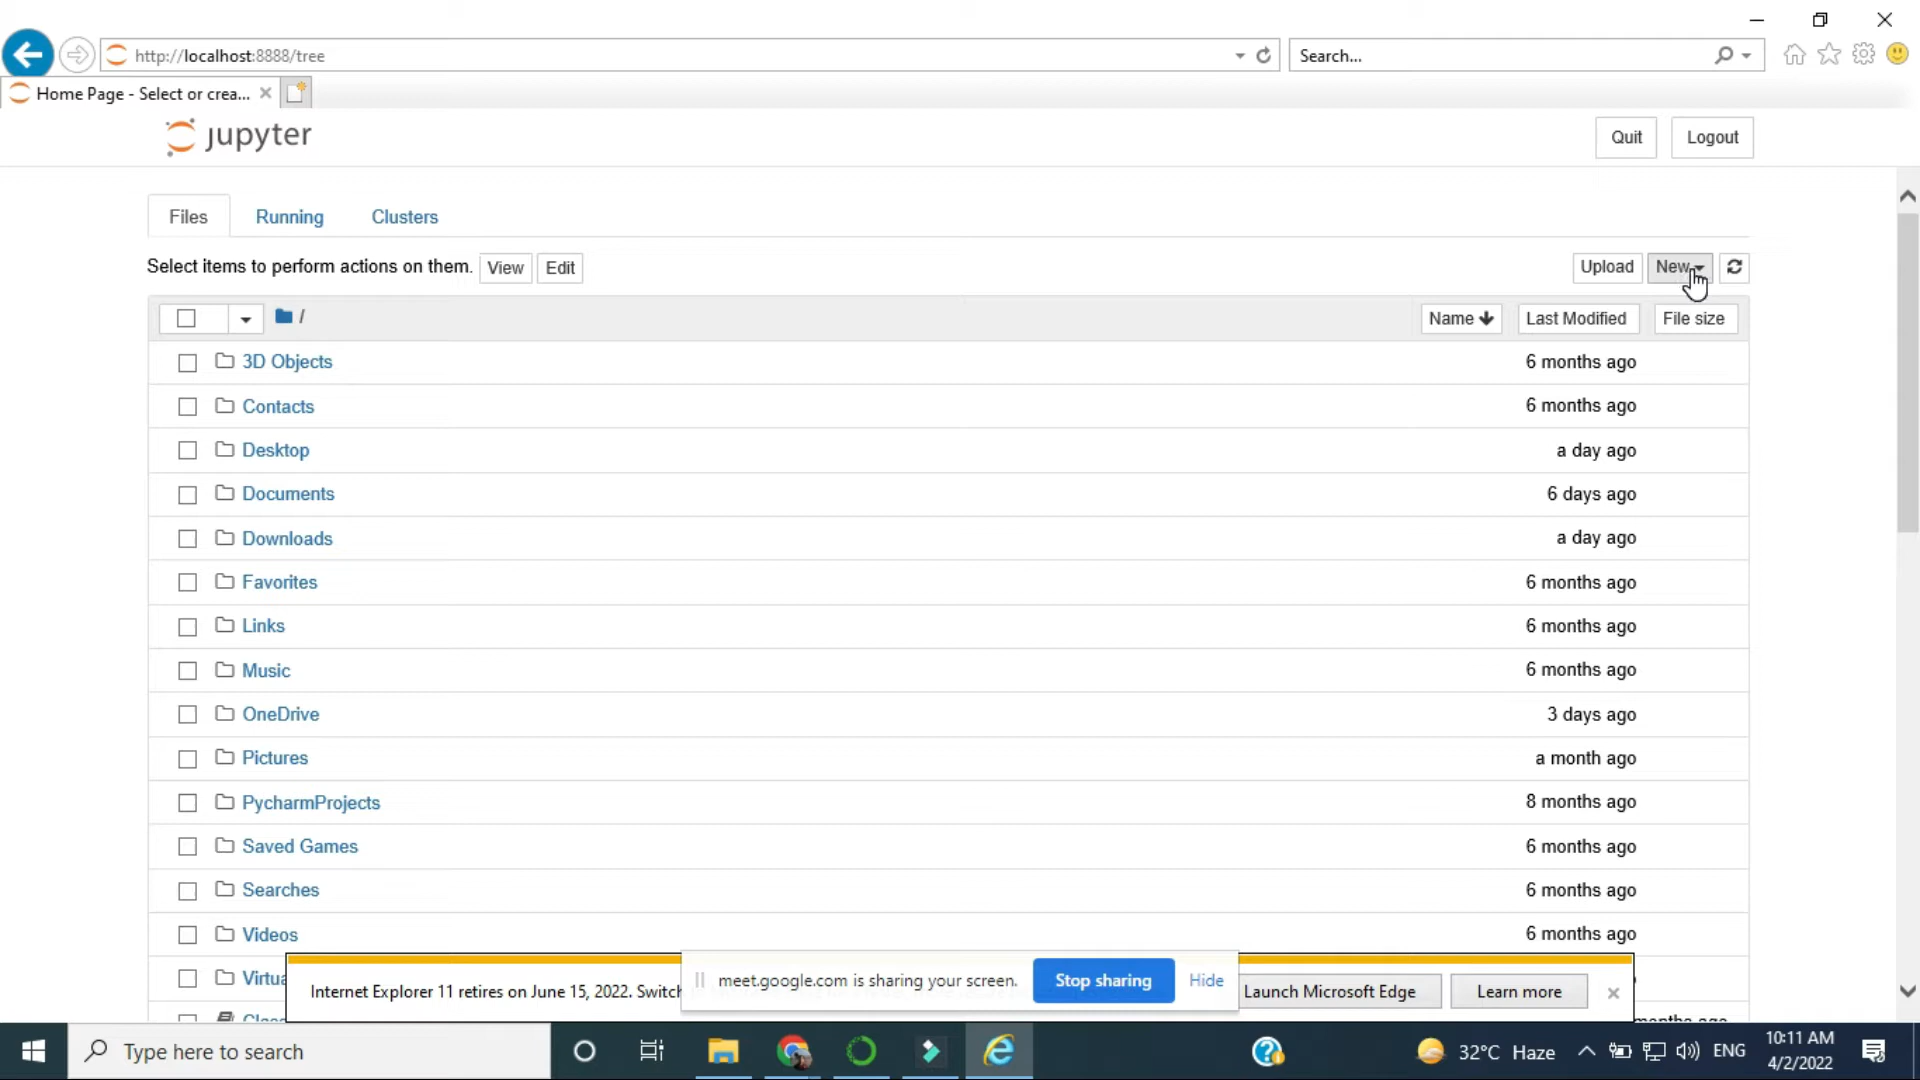 http://localhost:8888/tree
Search...
Home Page - Select or crea...
jupyter
Quit
Logout
Files
Running
Clusters
Select items to perform actions on them.
View
Edit
Upload
New
/
Name
Last Modified
File size
3D Objects
6 months ago
Contacts
6 months ago
Desktop
a day ago
Documents
6 days ago
Downloads
a day ago
Favorites
6 months ago
Links
6 months ago
Music
6 months ago
OneDrive
3 days ago
Pictures
a month ago
PycharmProjects
8 months ago
Saved Games
6 months ago
Searches
6 months ago
Videos
6 months ago
Internet Explorer 11 retires on June 15, 2022.
meet.google.com is sharing your screen.
Stop sharing
Hide
Launch Microsoft Edge
Learn more
Type here to search
32°C Haze
ENG
10:11 AM
4/2/2022